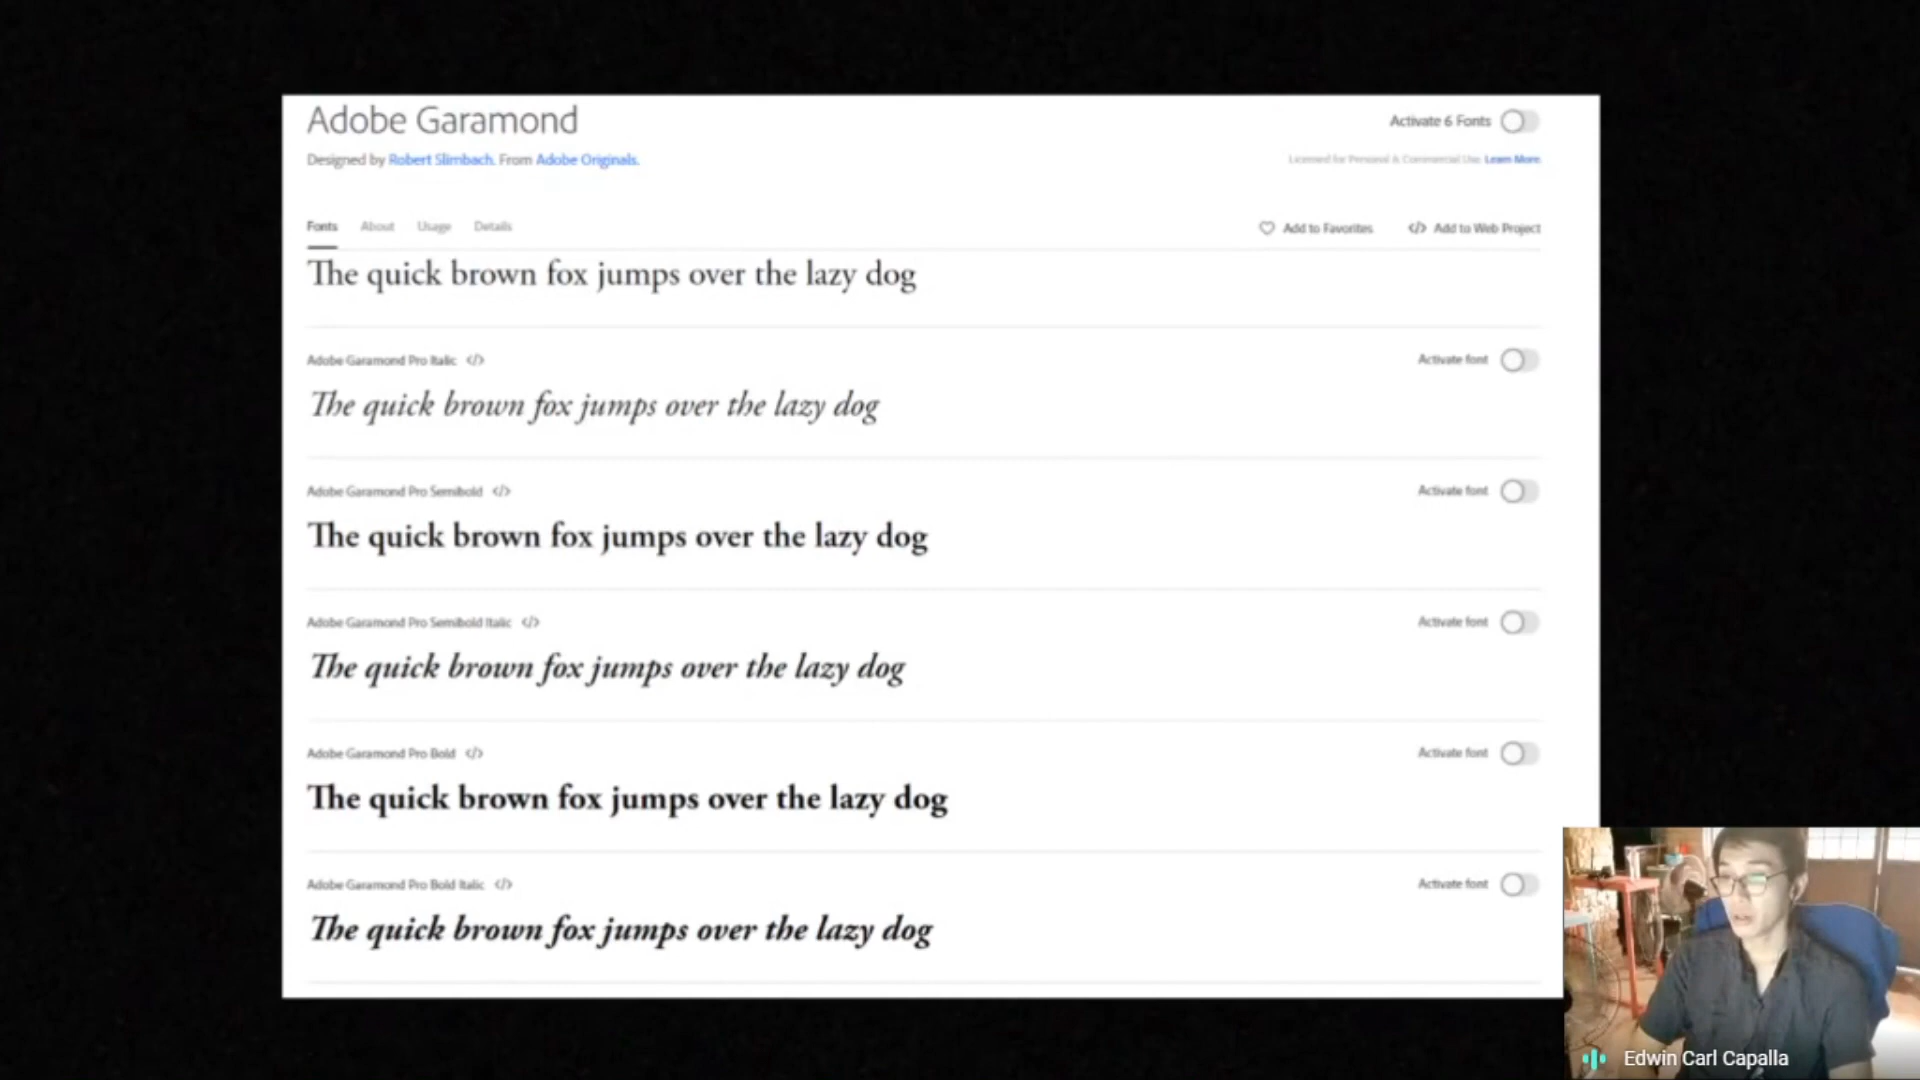 Adobe Garamond
Activate 6 Fonts
Designed by Robert Slimbach. From Adobe Originals.
Licensed for Personal & Commercial Use. Learn More.
Fonts About Usage Details
Add to Favorites </> Add to Web Project
The quick brown fox jumps over the lazy dog
Adobe Garamond Pro Italic </>
Activate font
The quick brown fox jumps over the lazy dog
Adobe Garamond Pro Semibold </>
Activate font
The quick brown fox jumps over the lazy dog
Adobe Garamond Pro Semibold Italic </>
Activate font
The quick brown fox jumps over the lazy dog
Adobe Garamond Pro Bold </>
Activate font
The quick brown fox jumps over the lazy dog
Adobe Garamond Pro Bold Italic </>
Activate font
The quick brown fox jumps over the lazy dog
Edwin Carl Capalla